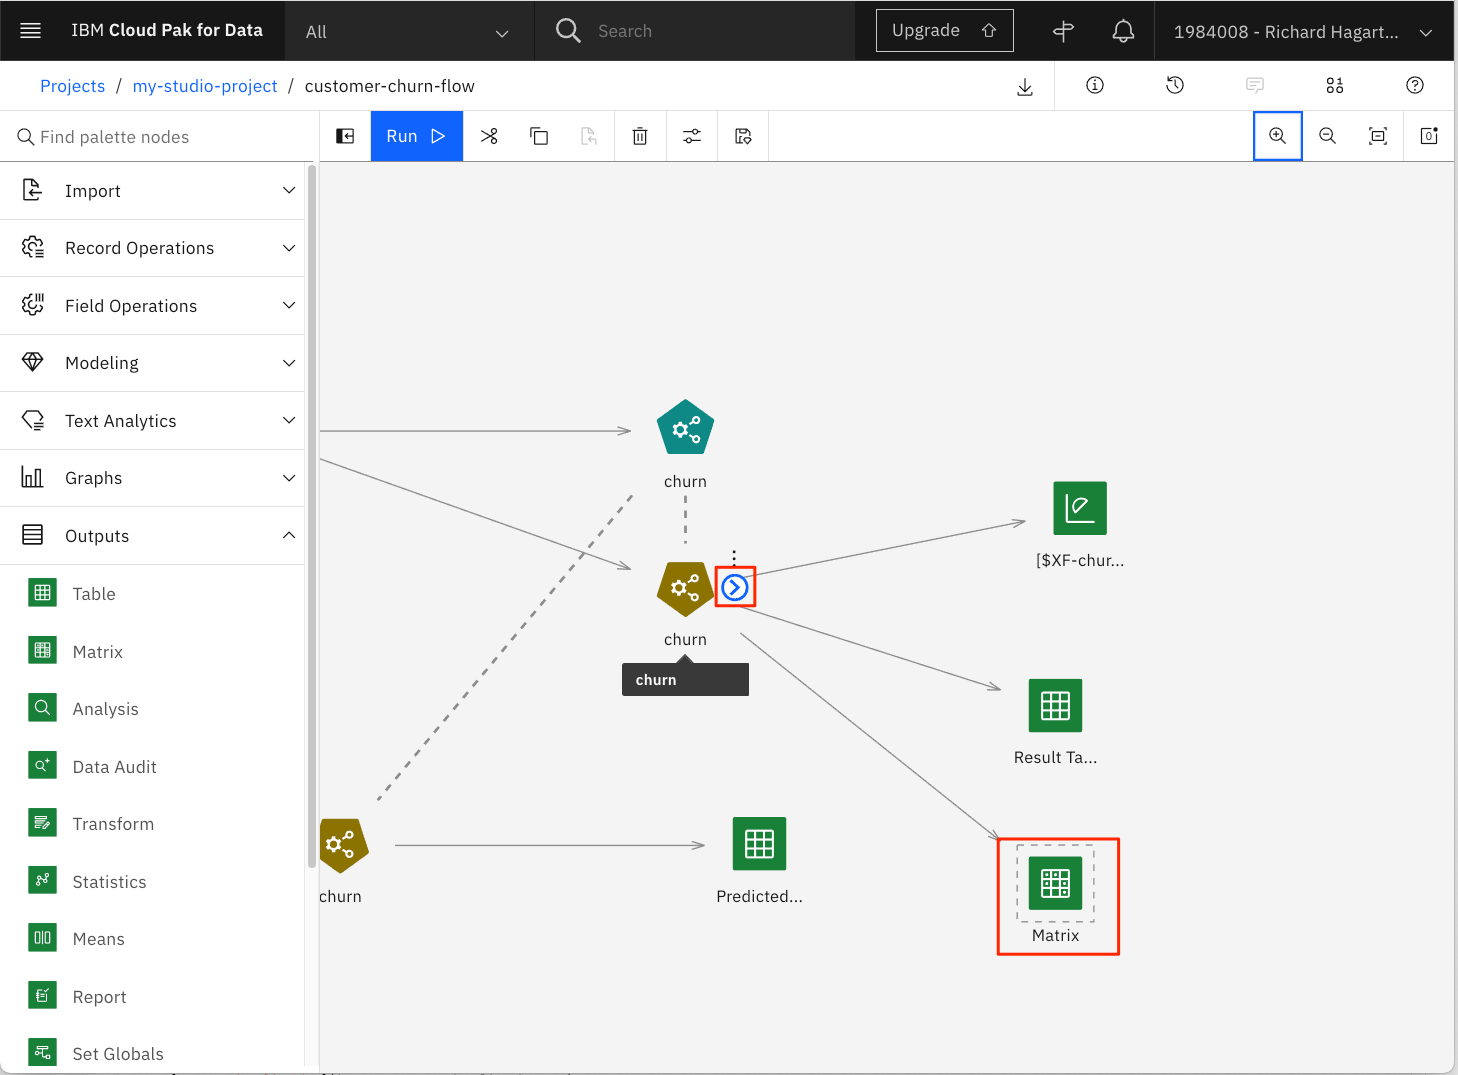 IBM Cloud Pak for Data
All
Search
Upgrade
1984008 - Richard Hagart...
Projects / my-studio-project / customer-churn-flow
Find palette nodes
Run
Import
Record Operations
Field Operations
Modeling
Text Analytics
Graphs
Outputs
Table
Matrix
Analysis
Data Audit
Transform
Statistics
Means
Report
Set Globals
churn
[$XF-chur...
churn
churn
Result Ta...
churn
Predicted...
Matrix